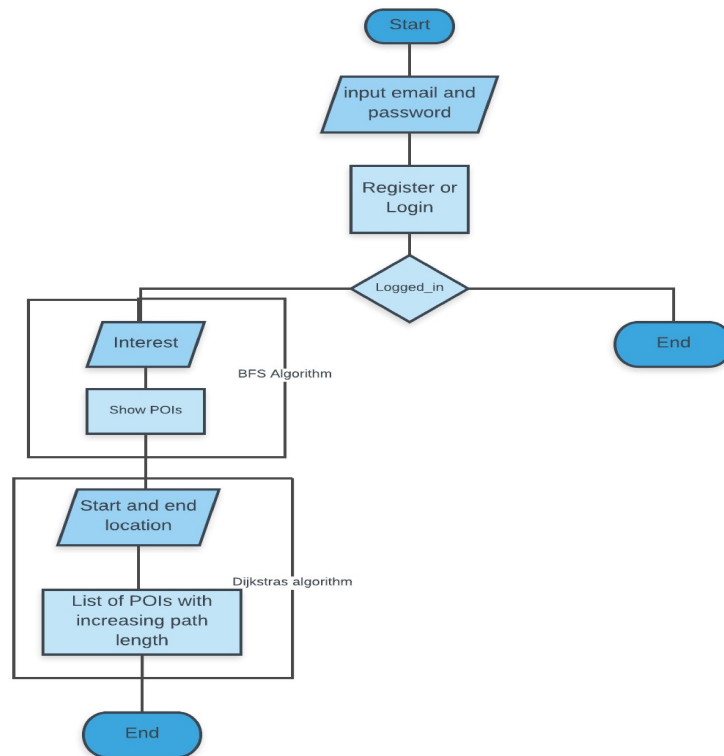 Start
input email and
password
Register or
Login
Logged_in
Interest
End
Show POIs
BFS Algorithm
Start and end
location
Dijkstras algorithm
List of POIs with
increasing path
length
End